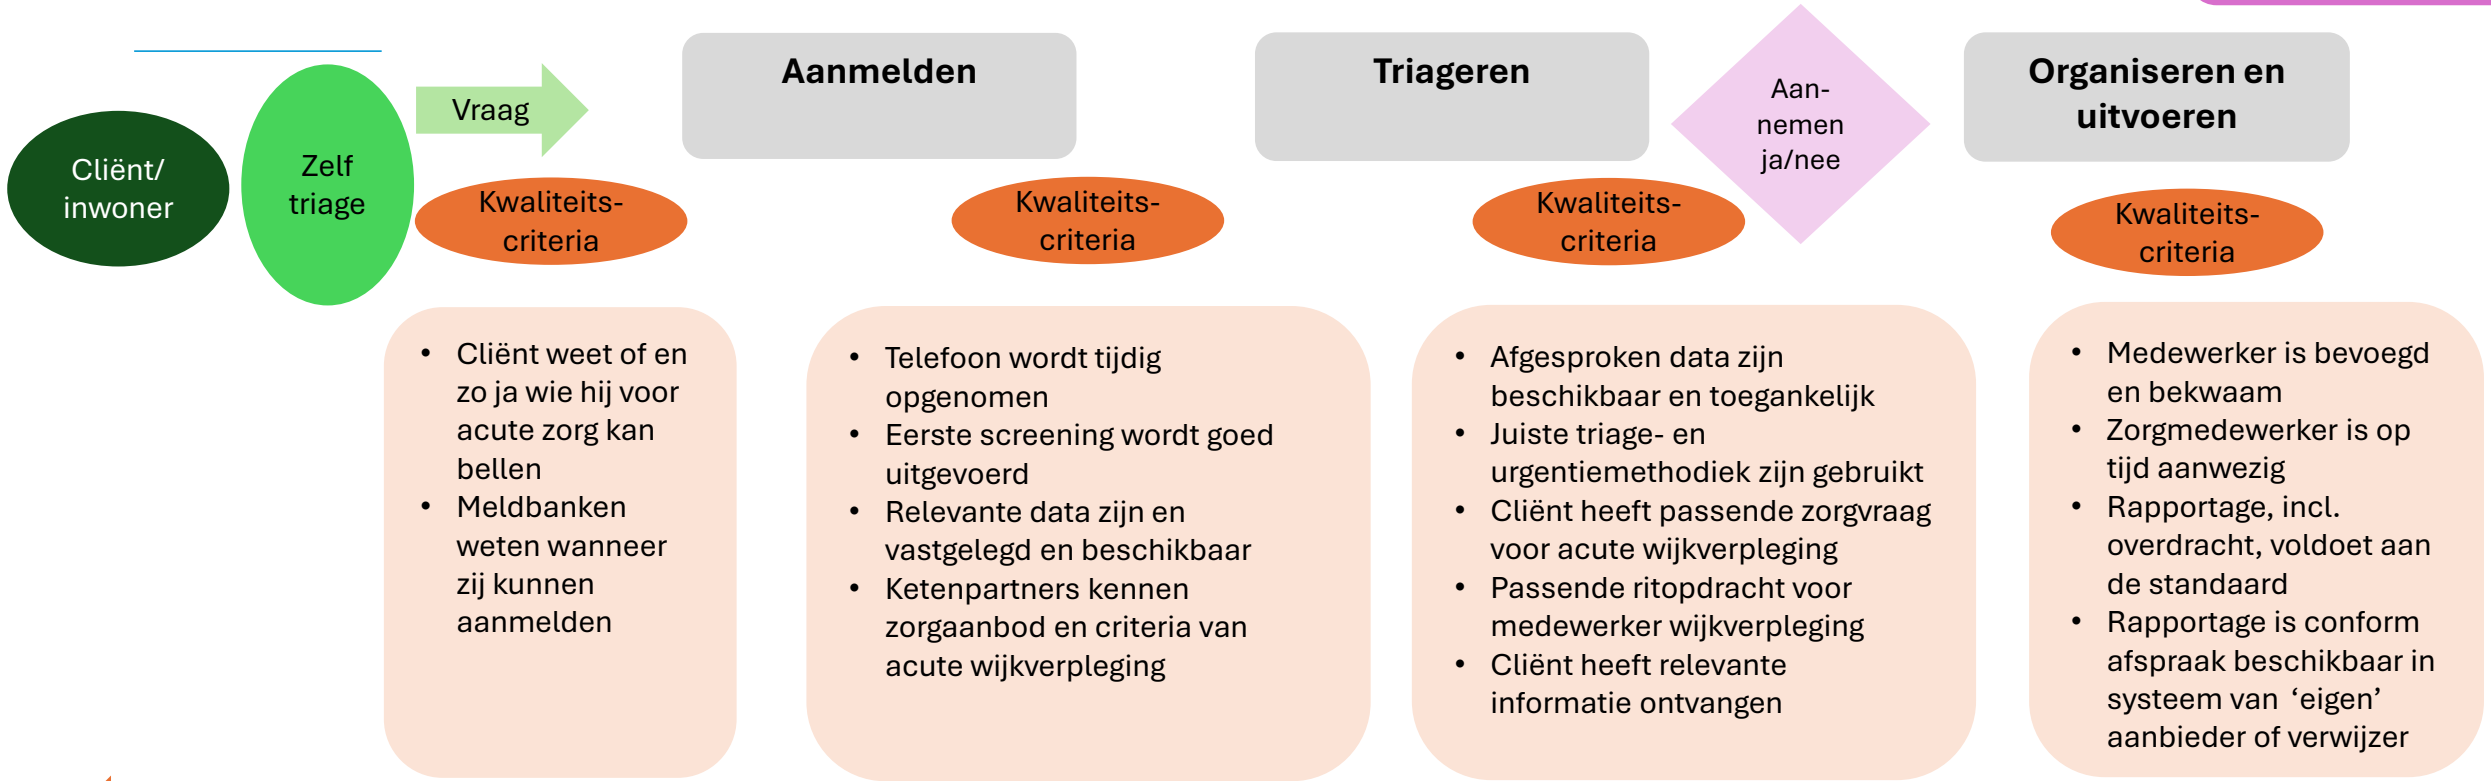 Cliënt/
inwoner
Zelf
triage
Vraag
Kwaliteits-
criteria
Aanmelden
Kwaliteits-
criteria
Triageren
Kwaliteits-
criteria
Aan-
nemen
ja/nee
Organiseren en
uitvoeren
Kwaliteits-
criteria
• Cliënt weet of en
zo ja wie hij voor
acute zorg kan
bellen
• Meldbanken
weten wanneer
zij kunnen
aanmelden
• Telefoon wordt tijdig
opgenomen
• Eerste screening wordt goed
uitgevoerd
• Relevante data zijn en
vastgelegd en beschikbaar
• Ketenpartners kennen
zorgaanbod en criteria van
acute wijkverpleging
• Afgesproken data zijn
beschikbaar en toegankelijk
• Juiste triage- en
urgentiemethodiek zijn gebruikt
• Cliënt heeft passende zorgvraag
voor acute wijkverpleging
• Passende ritopdracht voor
medewerker wijkverpleging
• Cliënt heeft relevante
informatie ontvangen
• Medewerker is bevoegd
en bekwaam
• Zorgmedewerker is op
tijd aanwezig
• Rapportage, incl.
overdracht, voldoet aan
de standaard
• Rapportage is conform
afspraak beschikbaar in
systeem van ‘eigen’
aanbieder of verwijzer